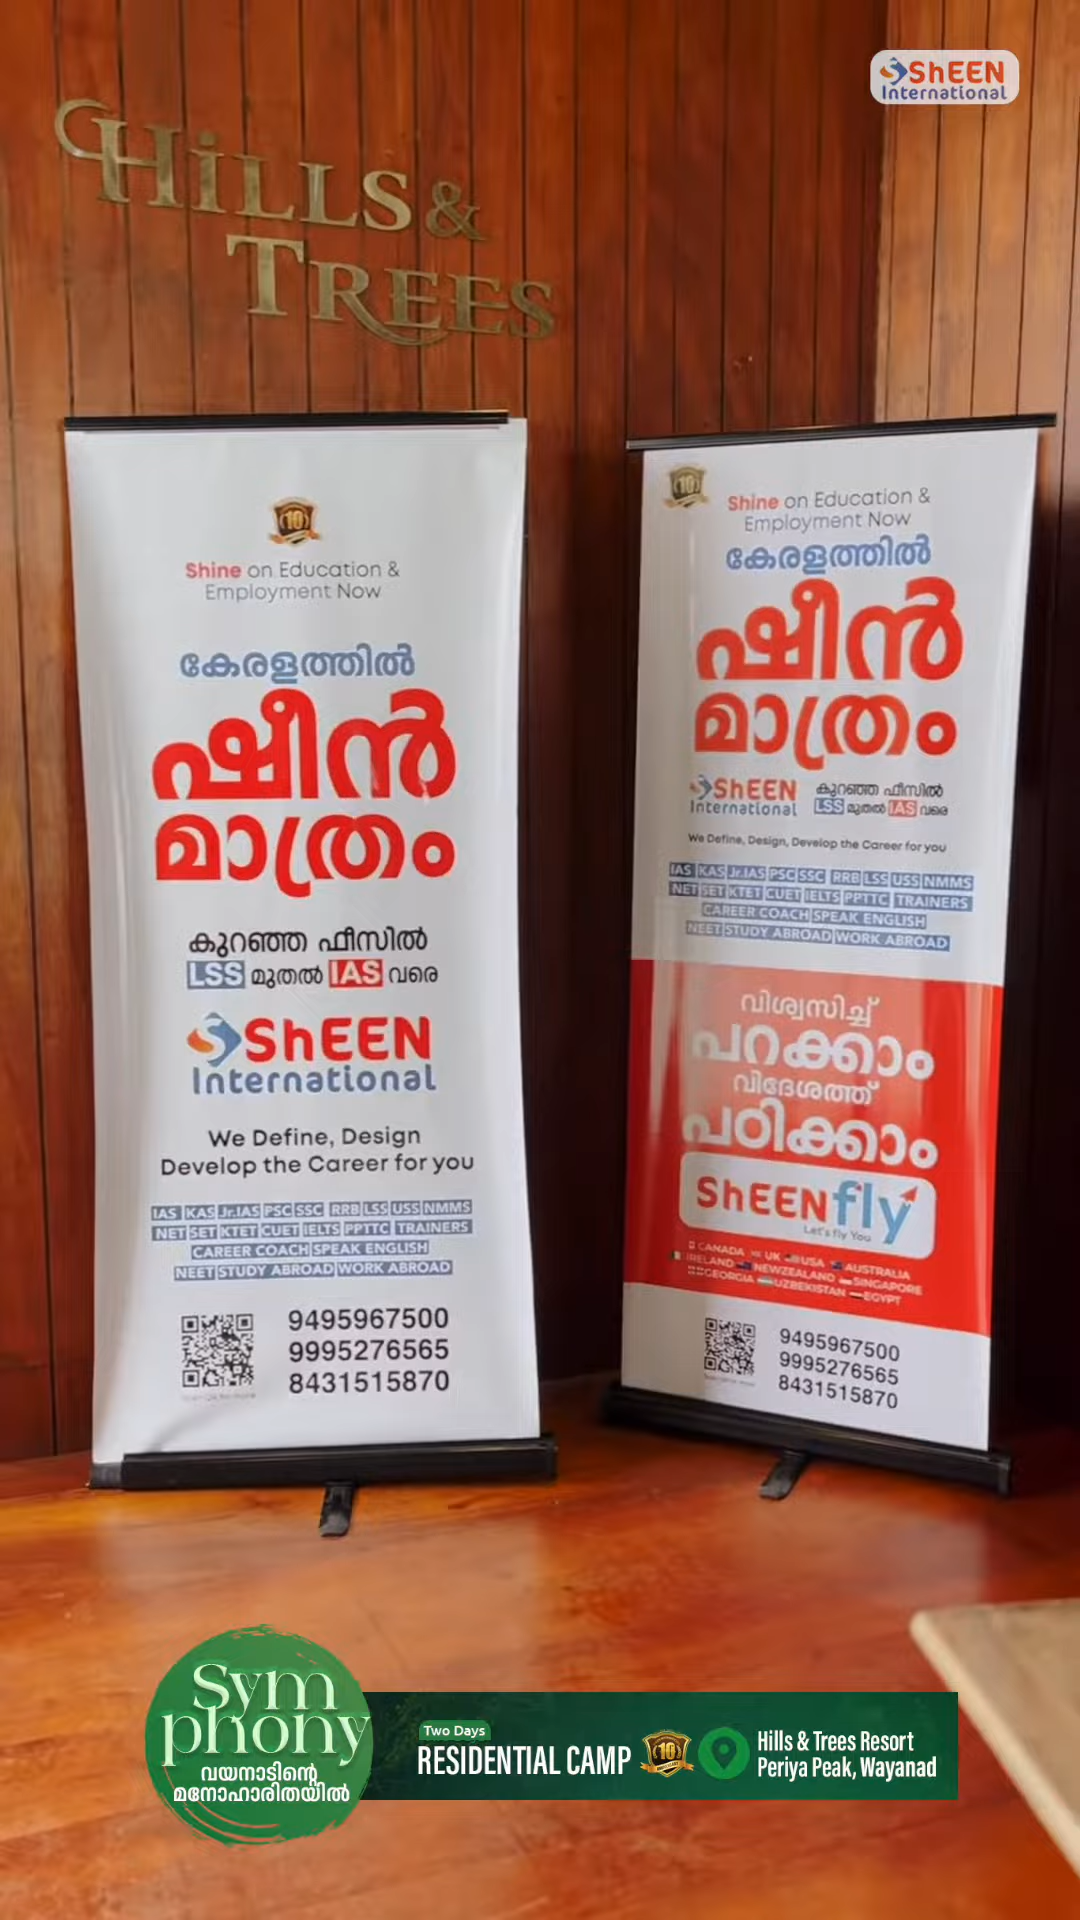 ShEEN
International
HiLLS &
TREES
10
Shine on Education &
Employment Now
കേരളത്തിൽ
ഷീൻ
മാത്രം
കുറഞ്ഞ ഫീസിൽ
LSS മുതൽ IAS വരെ
ShEEN
International
We Define, Design
Develop the Career for you
IAS KAS Jr.IAS PSC SSC RRB LSS USS NMMS
NET SET KTET CUET IELTS PPTTC TRAINERS
CAREER COACH SPEAK ENGLISH
NEET STUDY ABROAD WORK ABROAD
9495967500
9995276565
8431515870
10
Shine on Education &
Employment Now
കേരളത്തിൽ
ഷീൻ
മാത്രം
ShEEN
International
കുറഞ്ഞ ഫീസിൽ
LSS മുതൽ IAS വരെ
We Define, Design, Develop the Career for you
IAS KAS Jr.IAS PSC SSC RRB LSS USS NMMS
NET SET KTET CUET IELTS PPTTC TRAINERS
CAREER COACH SPEAK ENGLISH
NEET STUDY ABROAD WORK ABROAD
വിശ്വസിച്ച്
പറക്കാം
വിദേശത്ത്
പഠിക്കാം
ShEEN fly
Let's fly You
CANADA UK USA AUSTRALIA
IRELAND NEWZEALAND SINGAPORE
GEORGIA UZBEKISTAN EGYPT
9495967500
9995276565
8431515870
Sym
phony
വയനാടിന്റെ
മനോഹാരിതയിൽ
Two Days
RESIDENTIAL CAMP
10
Hills & Trees Resort
Periya Peak, Wayanad